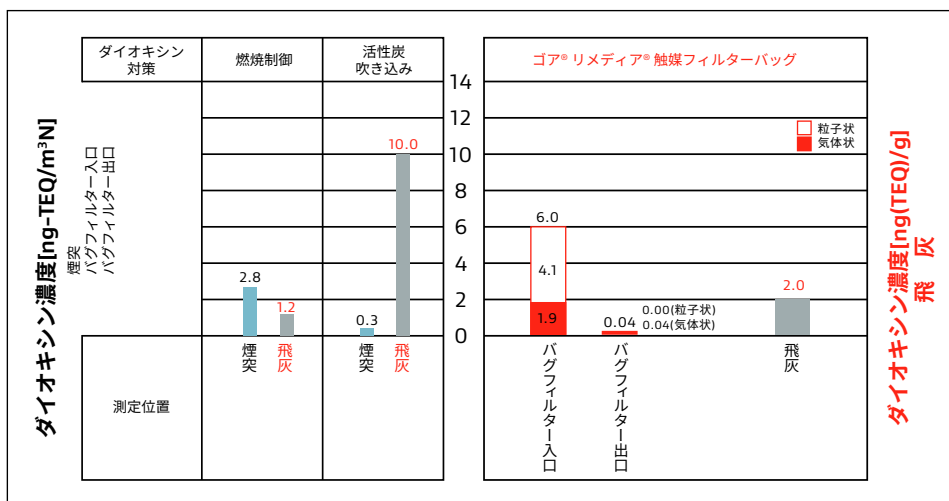 ダイオキシン
対策
燃焼制御
活性炭
吹き込み
ゴア® リメディア® 触媒フィルターバッグ
ダイオキシン濃度[ng-TEQ/m³N]
煙突
バグフィルター入口
バグフィルター出口
14
12
10
8
6
4
2
0
2.8
1.2
0.3
10.0
粒子状
気体状
6.0
4.1
1.9
0.04
0.00(粒子状)
0.04(気体状)
2.0
ダイオキシン濃度[ng(TEQ)/g]
飛灰
測定位置
煙突
飛灰
煙突
飛灰
バグフィルター入口
バグフィルター出口
飛灰